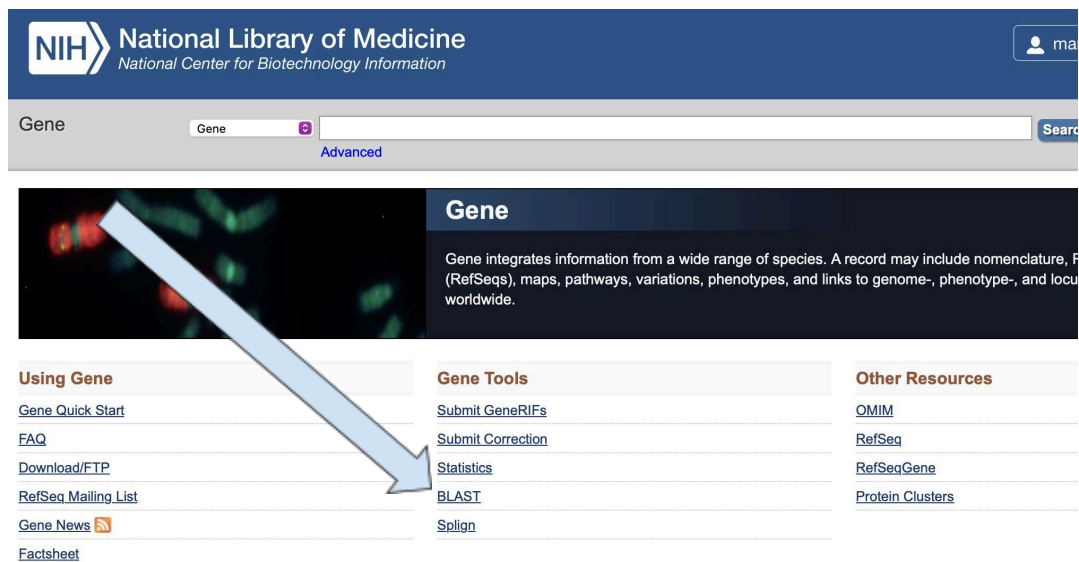 NIH
National Library of Medicine
National Center for Biotechnology Information
Gene
Gene
Advanced
Gene
Gene integrates information from a wide range of species. A record may include nomenclature,
(RefSeqs), maps, pathways, variations, phenotypes, and links to genome-, phenotype-, and
worldwide.
Using Gene
Gene Quick Start
FAQ
Download/FTP
RefSeq Mailing List
Gene News
Factsheet
Gene Tools
Submit GeneRIFs
Submit Correction
Statistics
BLAST
Splign
Other Resources
OMIM
RefSeq
RefSeqGene
Protein Clusters